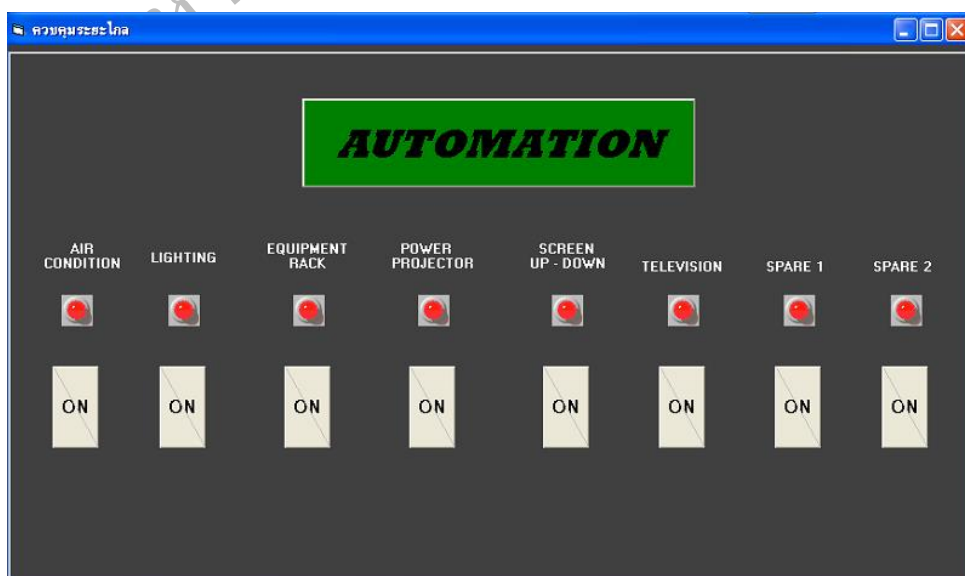 ควบคุมระยะไกล
AUTOMATION
AIR
CONDITION
LIGHTING
EQUIPMENT
RACK
POWER
PROJECTOR
SCREEN
UP - DOWN
TELEVISION
SPARE 1
SPARE 2
ON
ON
ON
ON
ON
ON
ON
ON